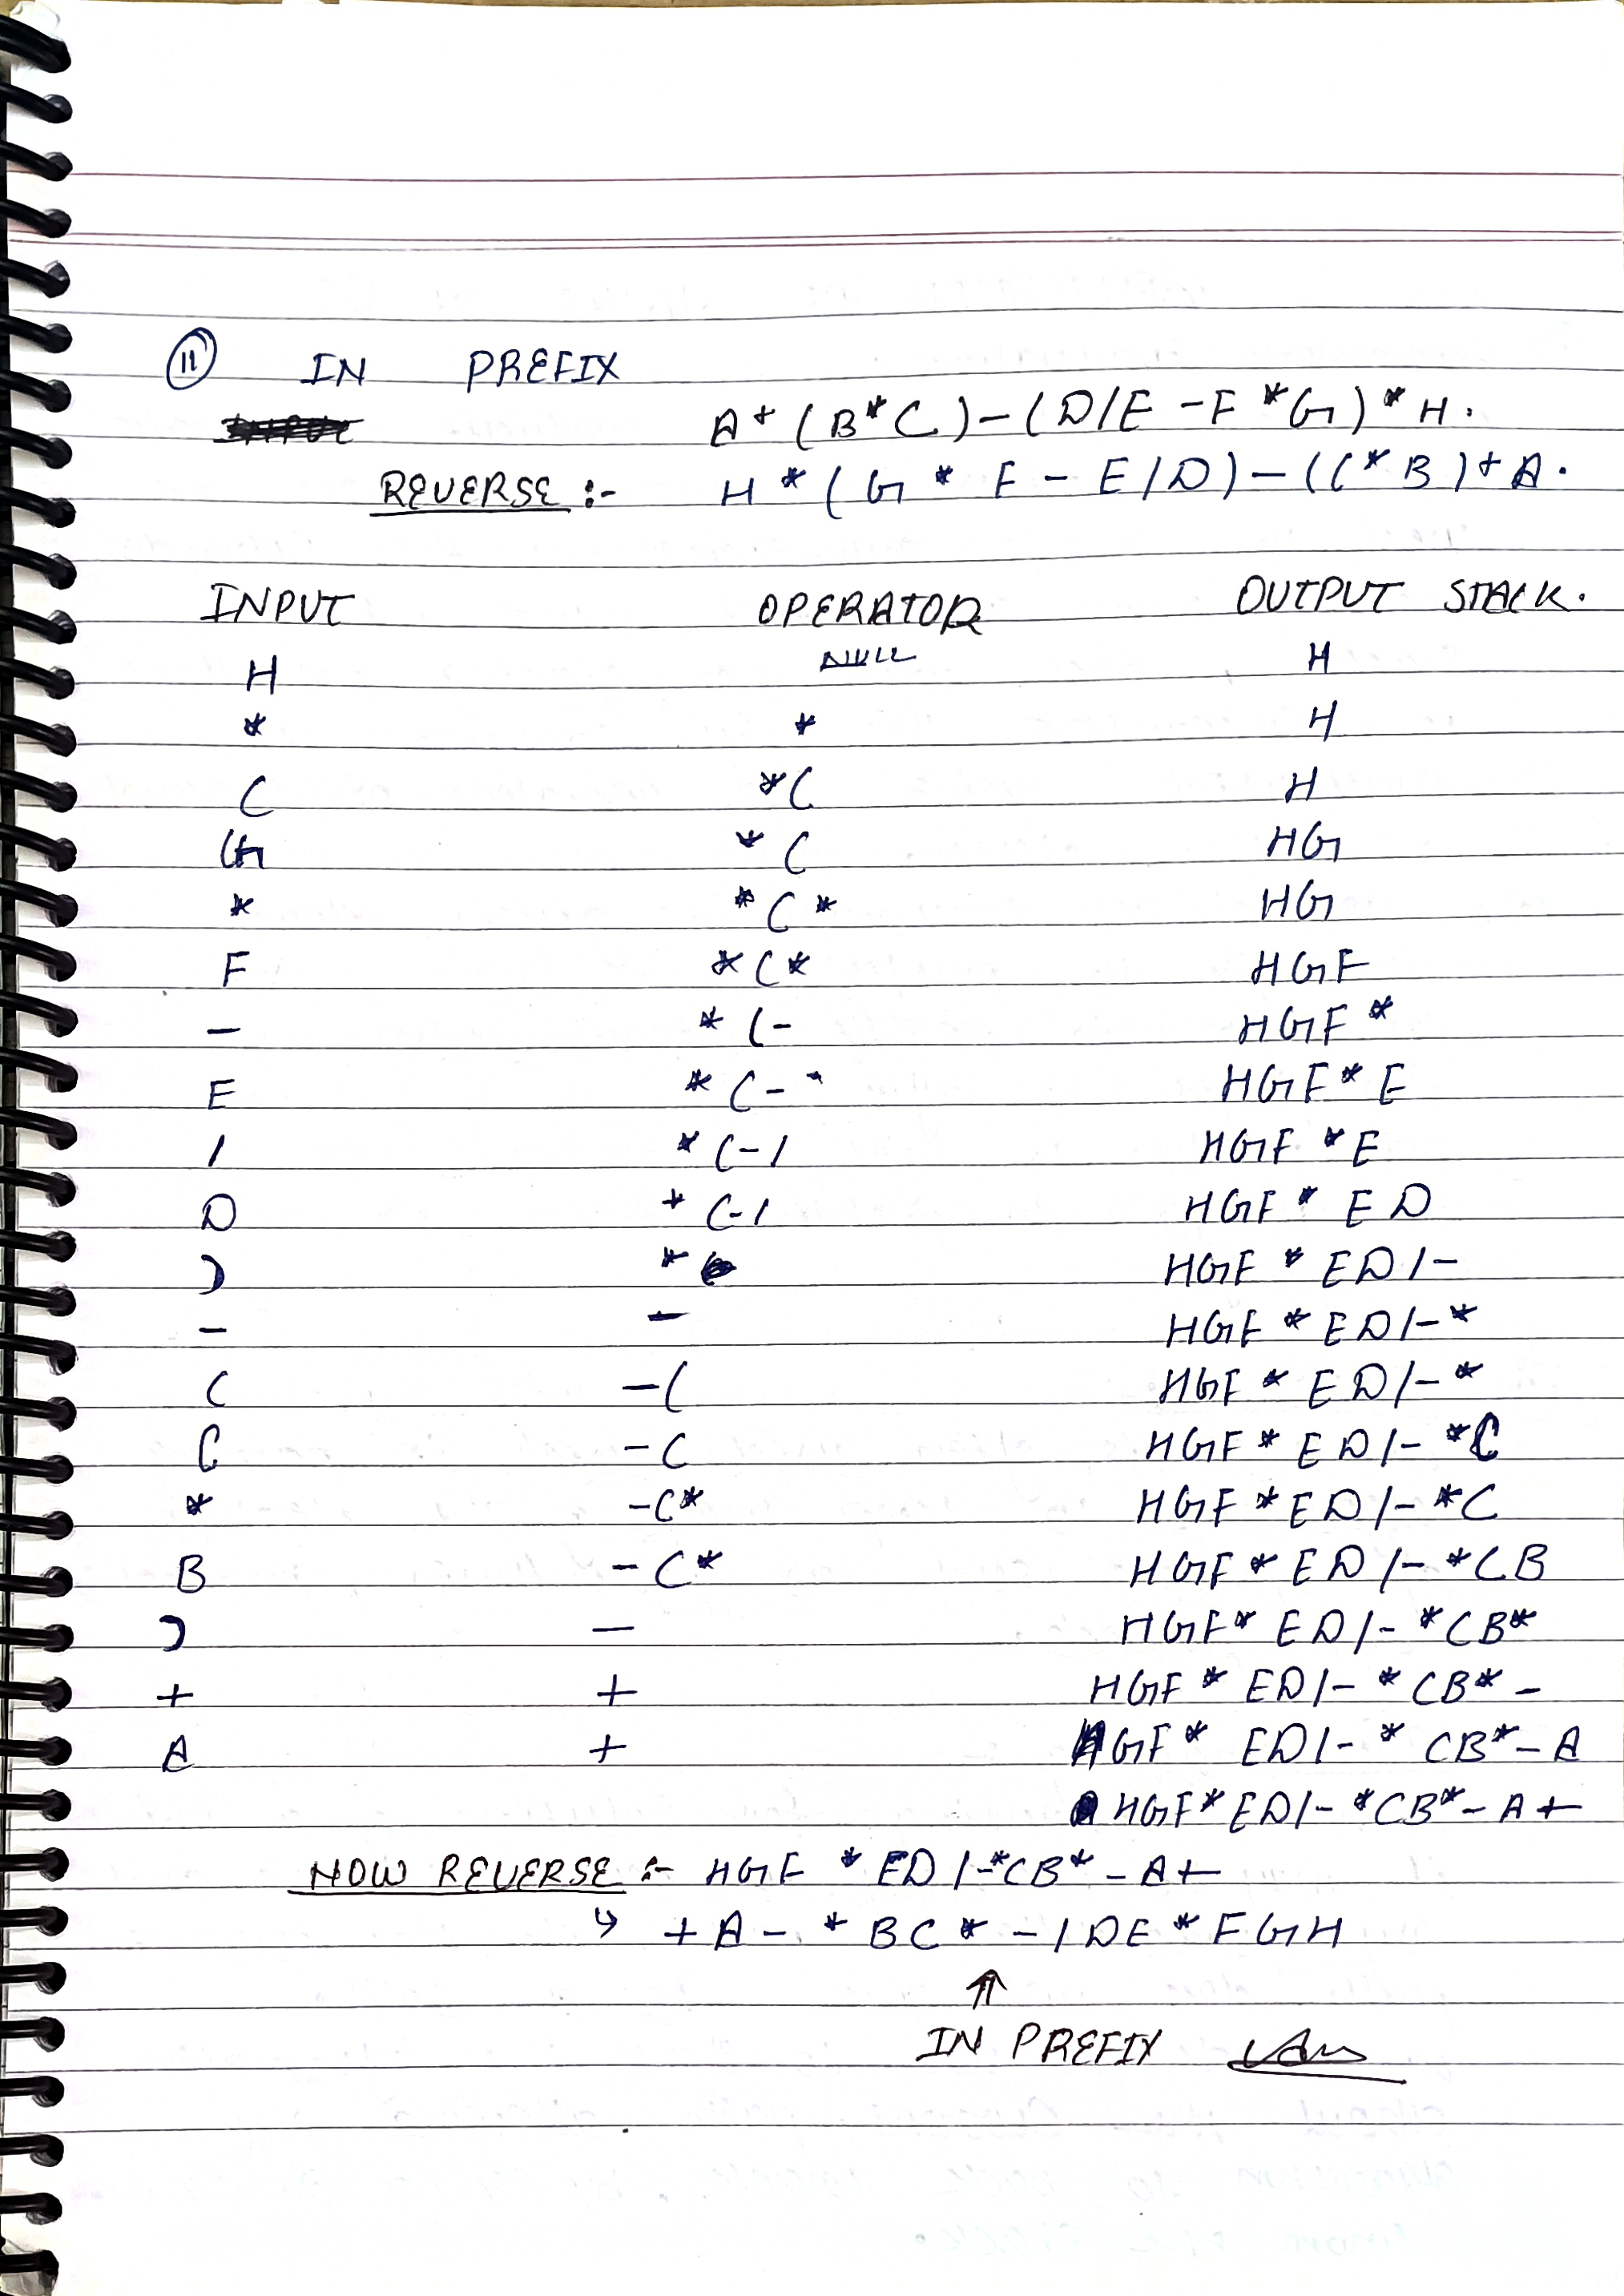 (11) IN PREFIX
A + (B * C) - (D / E - F * G) * H.
REVERSE :- H * (G * F - E / D) - (C * B) + A.
INPUT OPERATOR OUTPUT STACK.
H NULL H
* * H
( * ( H
G * ( HG
* * ( * HG
F * ( * HGF
- * ( - HGF *
E * ( - HGF * E
/ * ( - / HGF * E
D * ( - / HGF * ED
) * HGF * ED / -
- - HGF * ED / - *
( - ( HGF * ED / - *
C - ( HGF * ED / - * C
* - ( * HGF * ED / - * C
B - ( * HGF * ED / - * CB
) - HGF * ED / - * CB *
+ + HGF * ED / - * CB * -
A + HGF * ED / - * CB * - A
HGF * ED / - * CB * - A +
NOW REVERSE :- HGF * ED / - * CB * - A +
↳ + A - * BC * - / DE * FGH
⇑
IN PREFIX